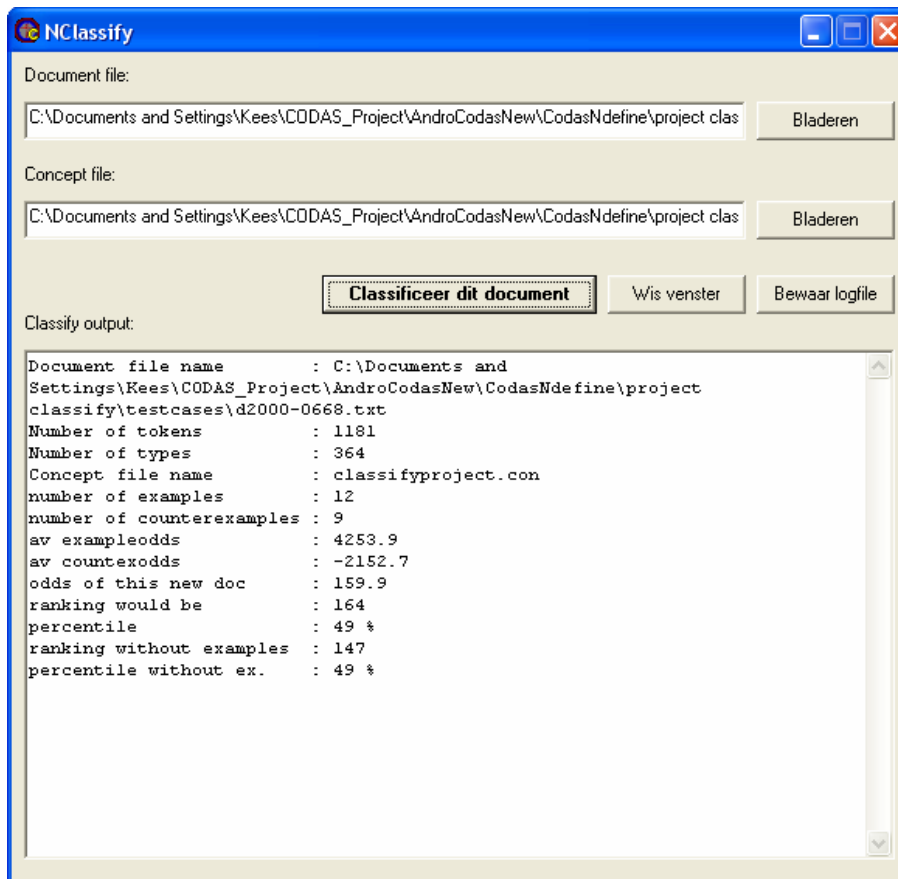 NClassify
Document file:
C:\Documents and Settings\Kees\CODAS_Project\AndroCodasNew\CodasNdefine\project clas
Bladeren
Concept file:
C:\Documents and Settings\Kees\CODAS_Project\AndroCodasNew\CodasNdefine\project clas
Bladeren
Classificeer dit document
Wis venster
Bewaar logfile
Classify output:
Document file name : C:\Documents and
Settings\Kees\CODAS_Project\AndroCodasNew\CodasNdefine\project
classify\testcases\d2000-0668.txt
Number of tokens : 1181
Number of types : 364
Concept file name : classifyproject.con
number of examples : 12
number of counterexamples : 9
av exampleodds : 4253.9
av countexodds : -2152.7
odds of this new doc : 159.9
ranking would be : 164
percentile : 49 %
ranking without examples : 147
percentile without ex. : 49 %